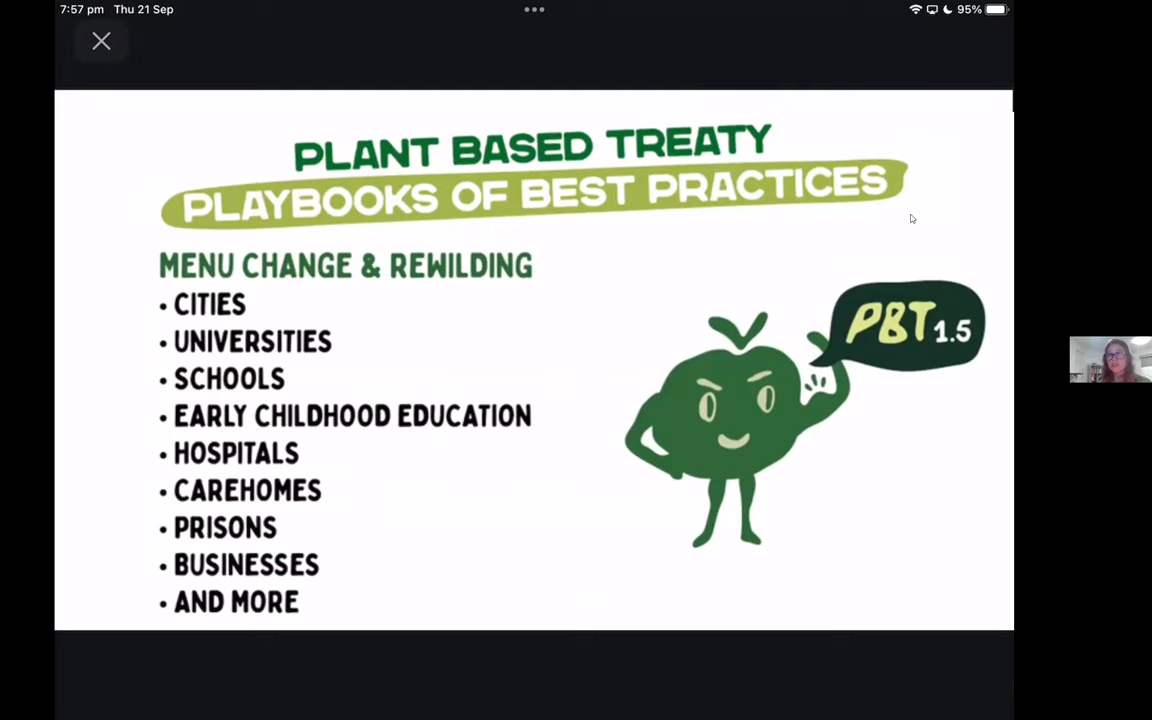 7:57 pm Thu 21 Sep
95%
PLANT BASED TREATY
PLAYBOOKS OF BEST PRACTICES
MENU CHANGE & REWILDING
• CITIES
• UNIVERSITIES
• SCHOOLS
• EARLY CHILDHOOD EDUCATION
• HOSPITALS
• CAREHOMES
• PRISONS
• BUSINESSES
• AND MORE
PBT 1.5